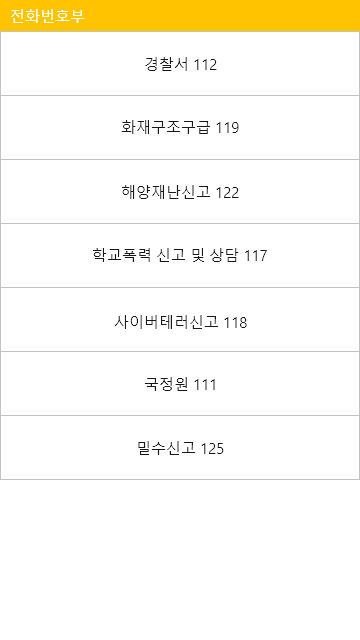 전화번호부
경찰서 112
화재구조구급 119
해양재난신고 122
학교폭력 신고 및 상담 117
사이버테러신고 118
국정원 111
밀수신고 125